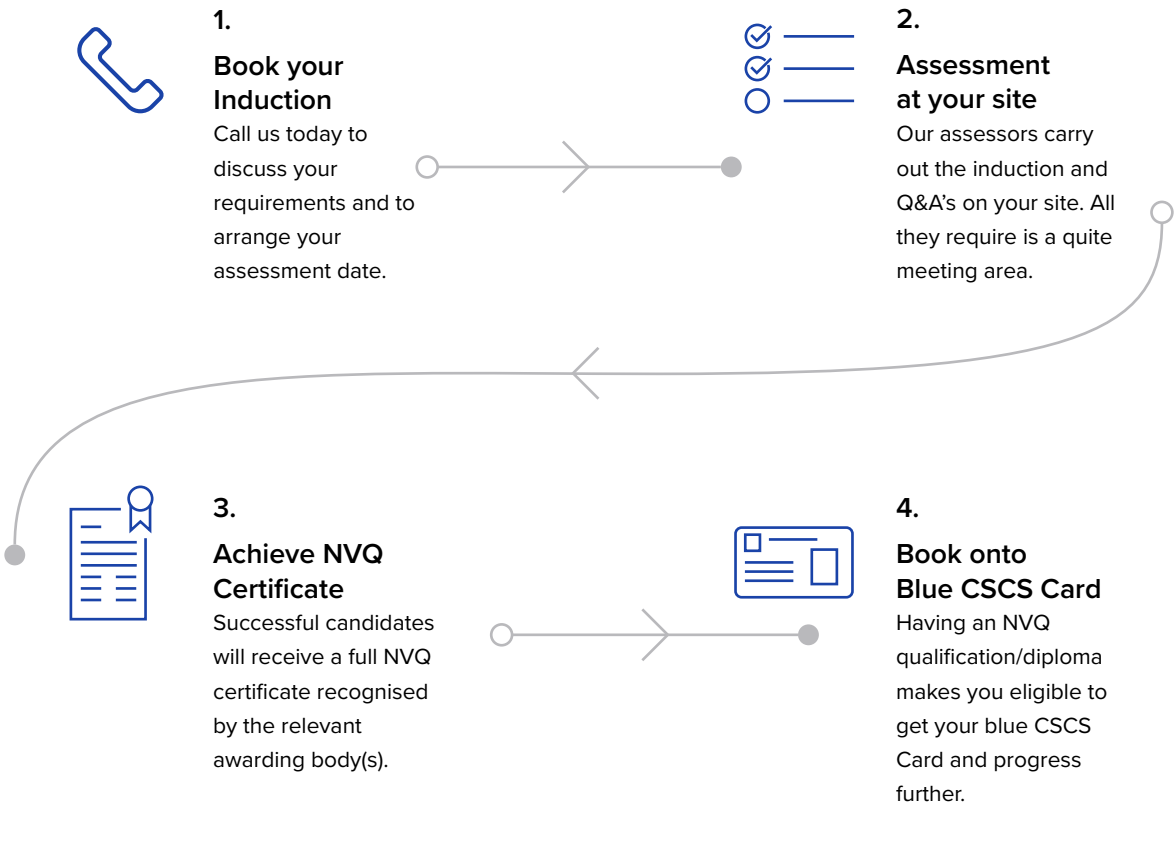 1.
Book your
Induction
Call us today to
discuss your
requirements and to
arrange your
assessment date.
2.
Assessment
at your site
Our assessors carry
out the induction and
Q&A’s on your site. All
they require is a quite
meeting area.
3.
Achieve NVQ
Certificate
Successful candidates
will receive a full NVQ
certificate recognised
by the relevant
awarding body(s).
4.
Book onto
Blue CSCS Card
Having an NVQ
qualification/diploma
makes you eligible to
get your blue CSCS
Card and progress
further.